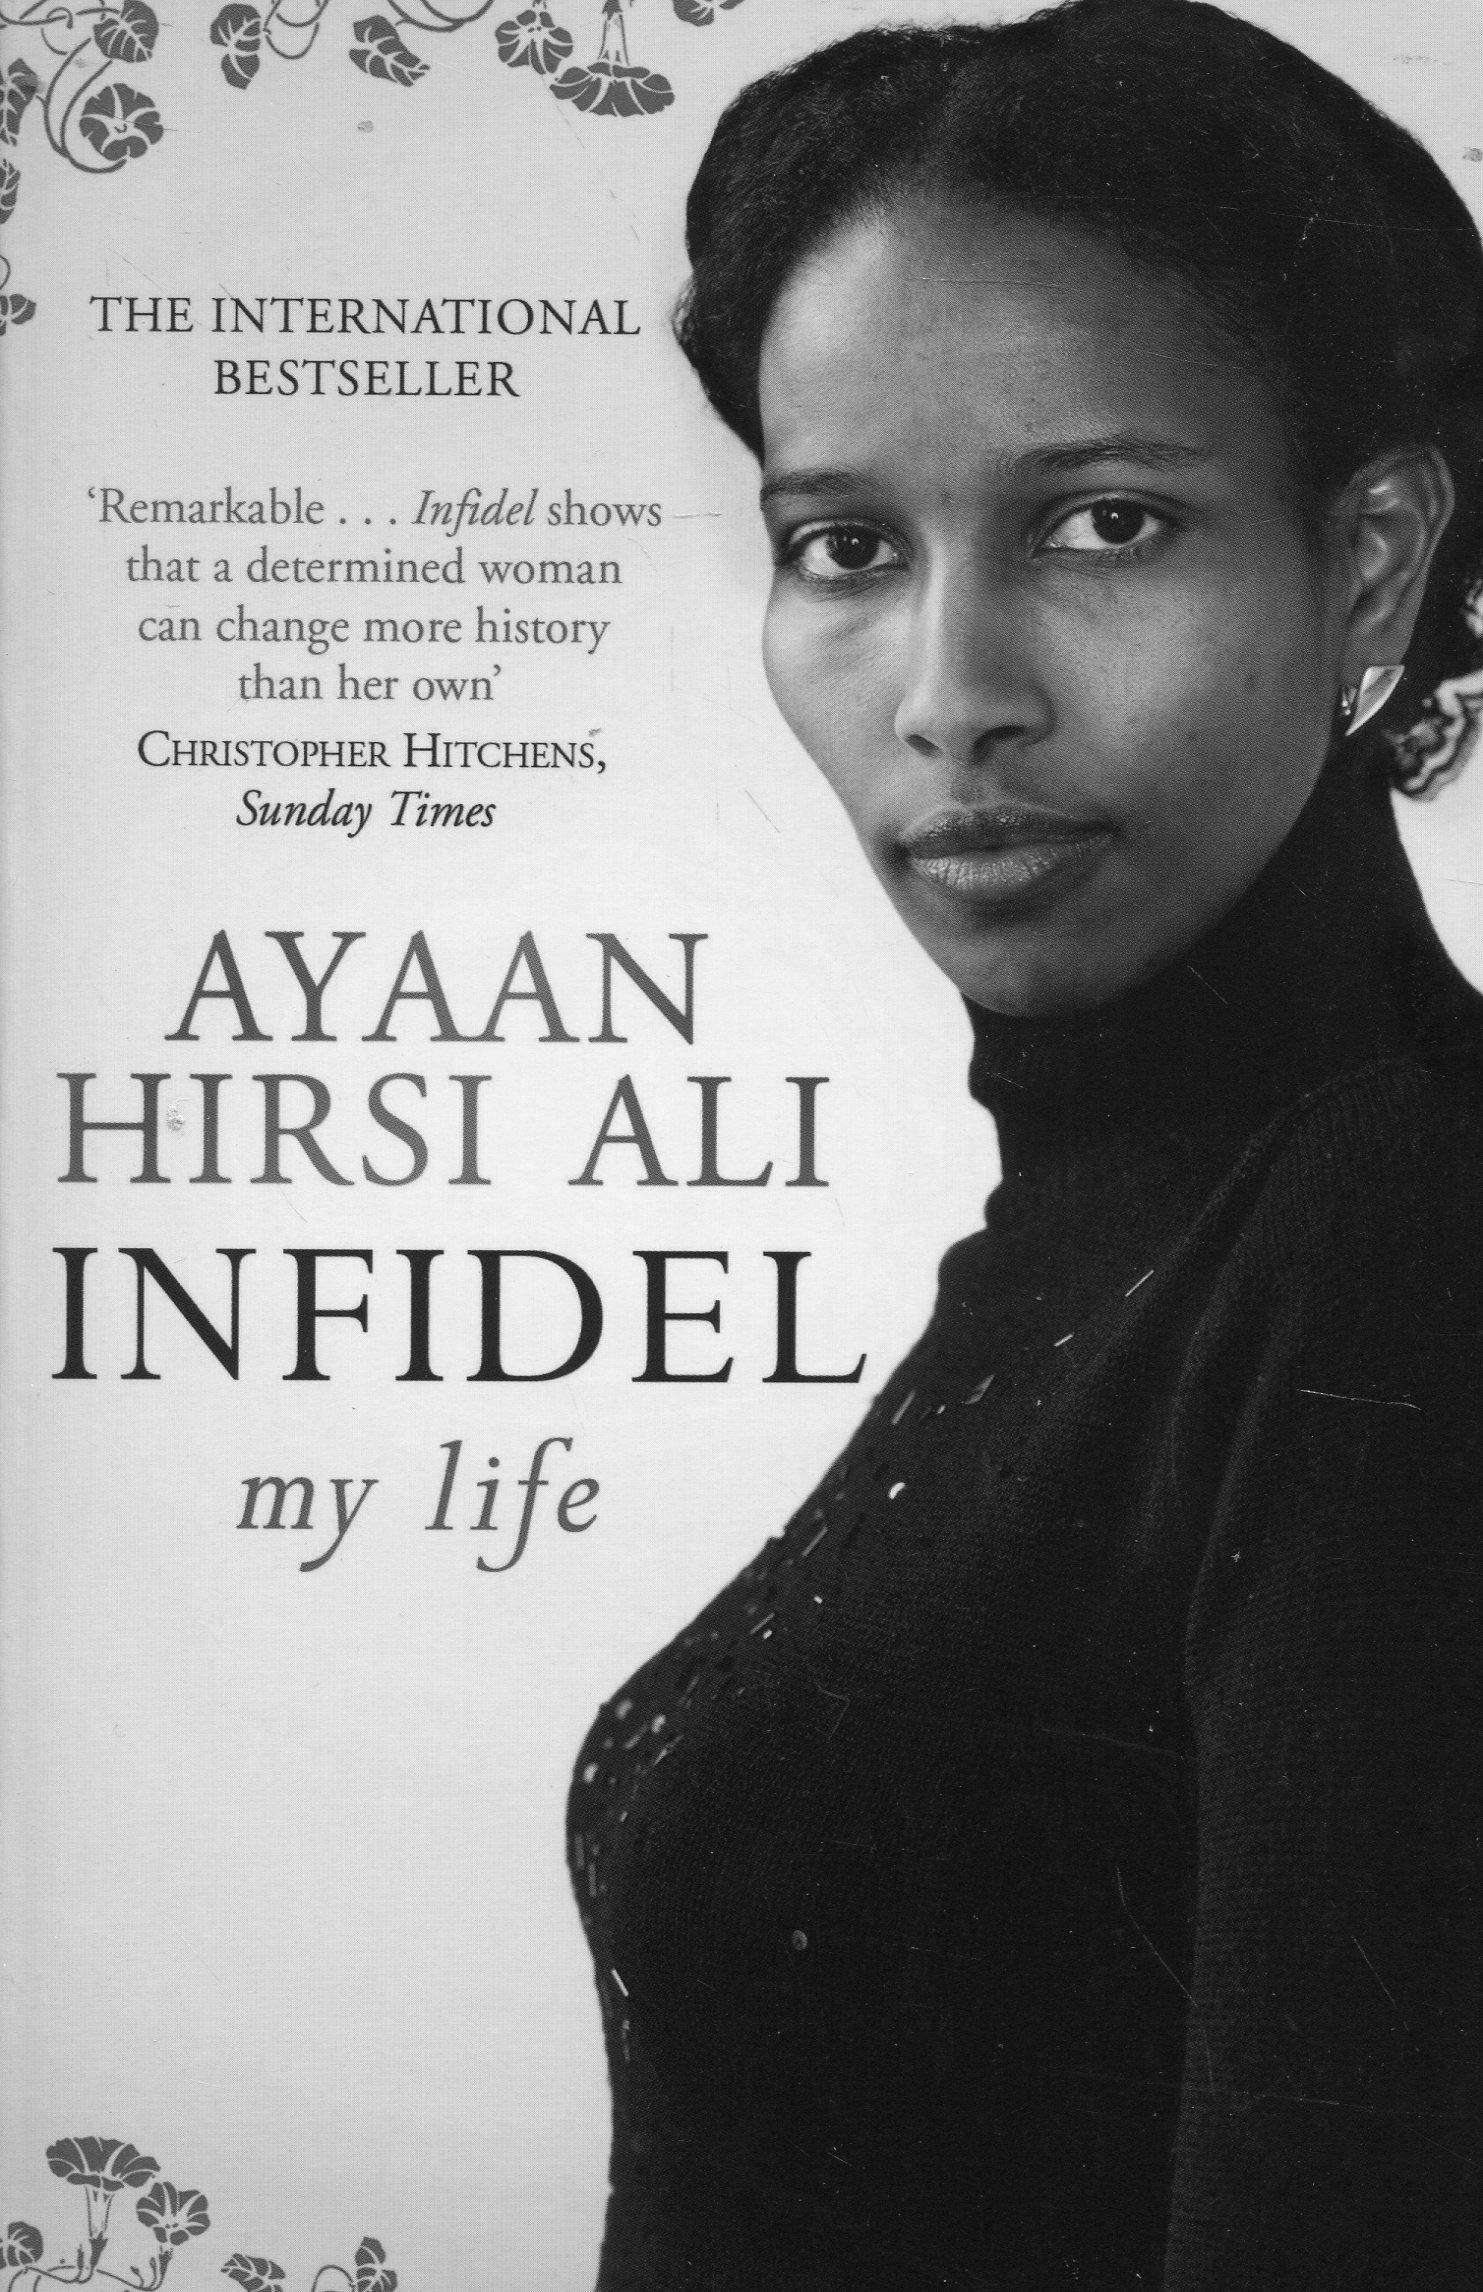 THE INTERNATIONAL
BESTSELLER
‘Remarkable . . . Infidel shows
that a determined woman
can change more history
than her own’
CHRISTOPHER HITCHENS,
Sunday Times
AYAAN
HIRSI ALI
INFIDEL
my life